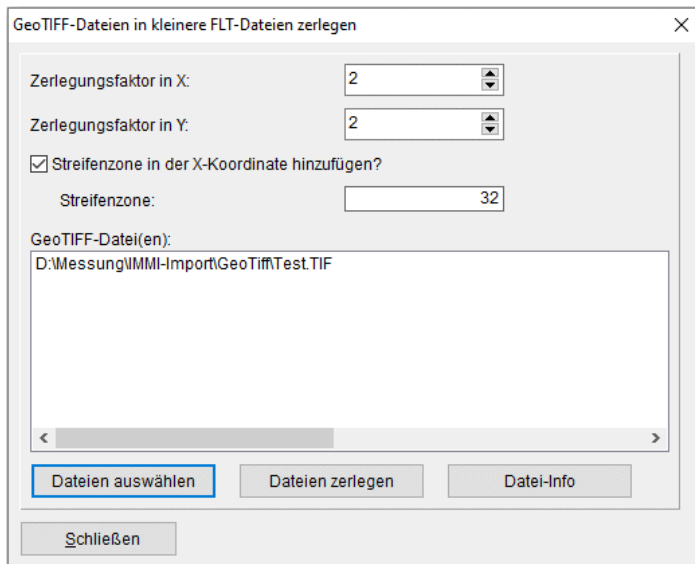 GeoTIFF-Dateien in kleinere FLT-Dateien zerlegen
Zerlegungsfaktor in X: 2
Zerlegungsfaktor in Y: 2
Streifenzone in der X-Koordinate hinzufügen?
Streifenzone: 32
GeoTIFF-Datei(en):
D:\Messung\IMMI-Import\GeoTiff\Test.TIF
Dateien auswählen Dateien zerlegen Datei-Info
Schließen